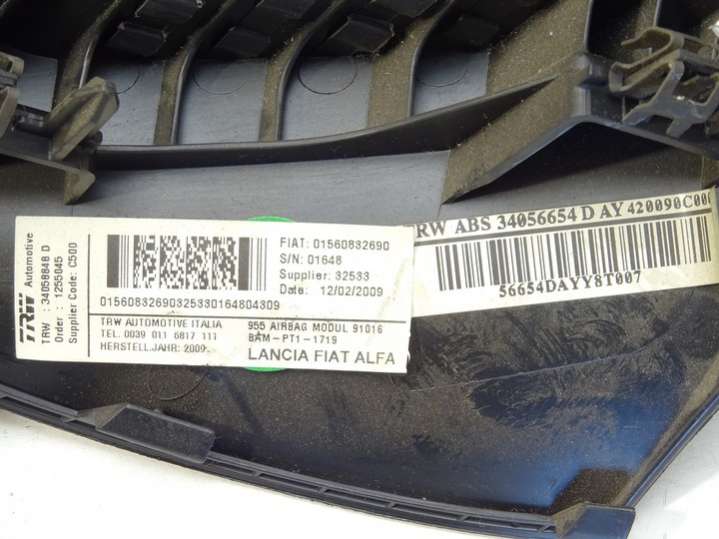 TRW Automotive
TRW : 34058848 D
Order : 1255045
Supplier Code: C500
FIAT: 01560832690
S/N: 01648
Supplier: 32533
Date: 12/02/2009
01560832690325330164804309
TRW AUTOMOTIVE ITALIA
TEL. 0039 011 6817 111
HERSTELL.JAHR: 2009
955 AIRBAG MODUL 91016
BAM-PT1-1719
LANCIA FIAT ALFA
RW ABS 34056654 D AY 420090C00
56654DAYY8T007